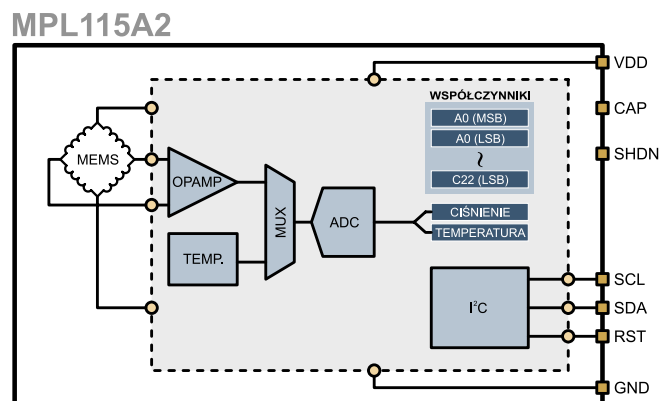 MPL115A2
VDD
CAP
SHDN
WSPÓŁCZYNNIKI
A0 (MSB)
A0 (LSB)
~
C22 (LSB)
MEMS
OPAMP
MUX
ADC
CIŚNIENIE
TEMPERATURA
TEMP.
I²C
SCL
SDA
RST
GND